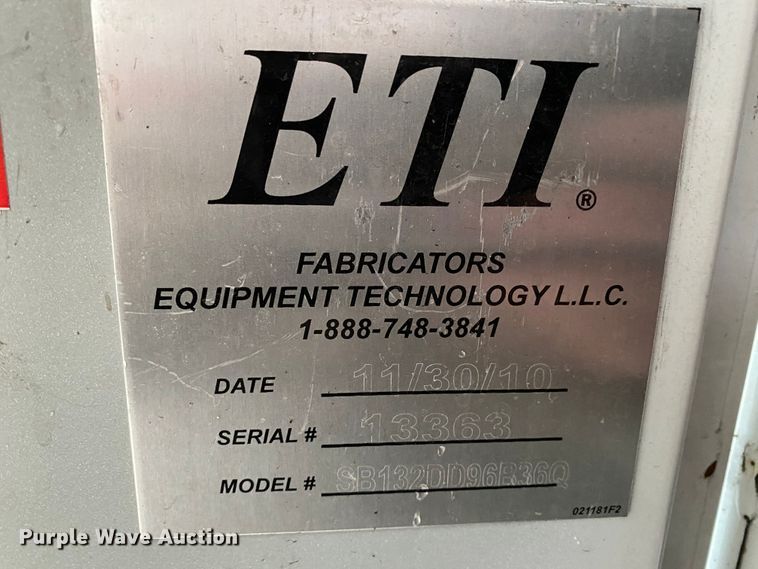 ETI®
FABRICATORS
EQUIPMENT TECHNOLOGY L.L.C.
1-888-748-3841
DATE 11/30/10
SERIAL # 13363
MODEL # SB132DD96B36Q
021181F2
Purple Wave Auction